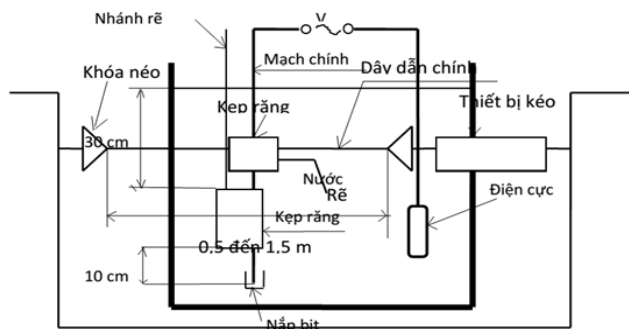 Nhánh rẽ
V
Mạch chính
Dây dẫn chính
Khóa néo
Kẹp răng
Thiết bị kéo
30 cm
Nước
Rẽ
Điện cực
Kẹp răng
0,5 đến 1,5 m
10 cm
Nắp bịt